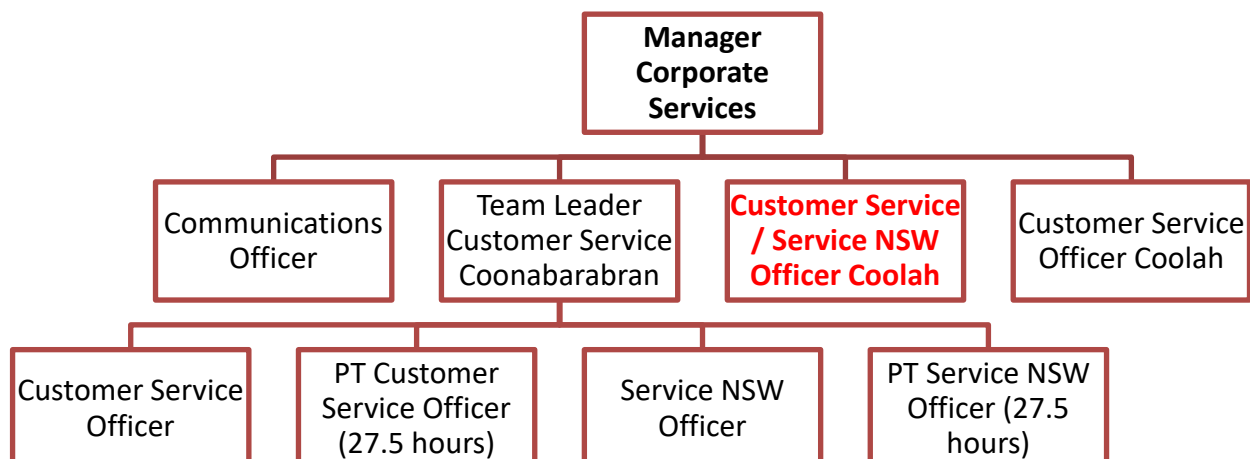 Manager
Corporate
Services
Communications
Officer
Team Leader
Customer Service
Coonabarabran
Customer Service
/ Service NSW
Officer Coolah
Customer Service
Officer Coolah
Customer Service
Officer
PT Customer
Service Officer
(27.5 hours)
Service NSW
Officer
PT Service NSW
Officer (27.5
hours)